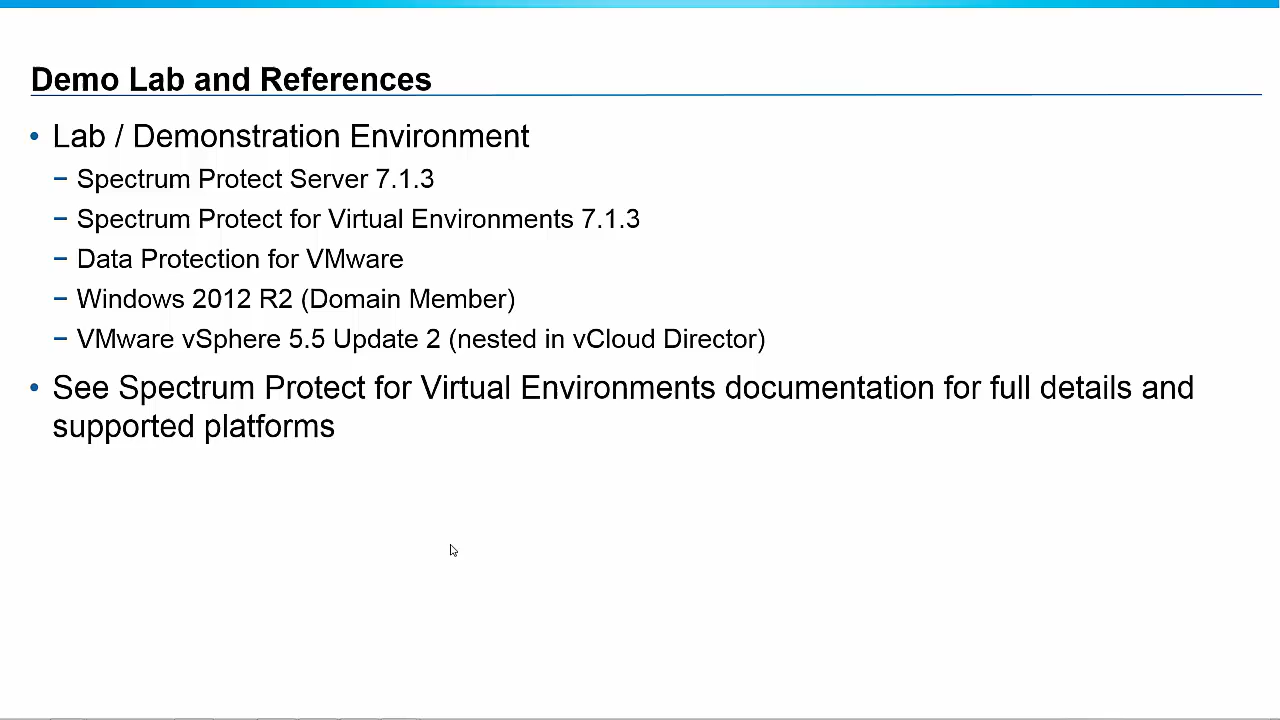 Demo Lab and References
• Lab / Demonstration Environment
– Spectrum Protect Server 7.1.3
– Spectrum Protect for Virtual Environments 7.1.3
– Data Protection for VMware
– Windows 2012 R2 (Domain Member)
– VMware vSphere 5.5 Update 2 (nested in vCloud Director)
• See Spectrum Protect for Virtual Environments documentation for full details and
supported platforms